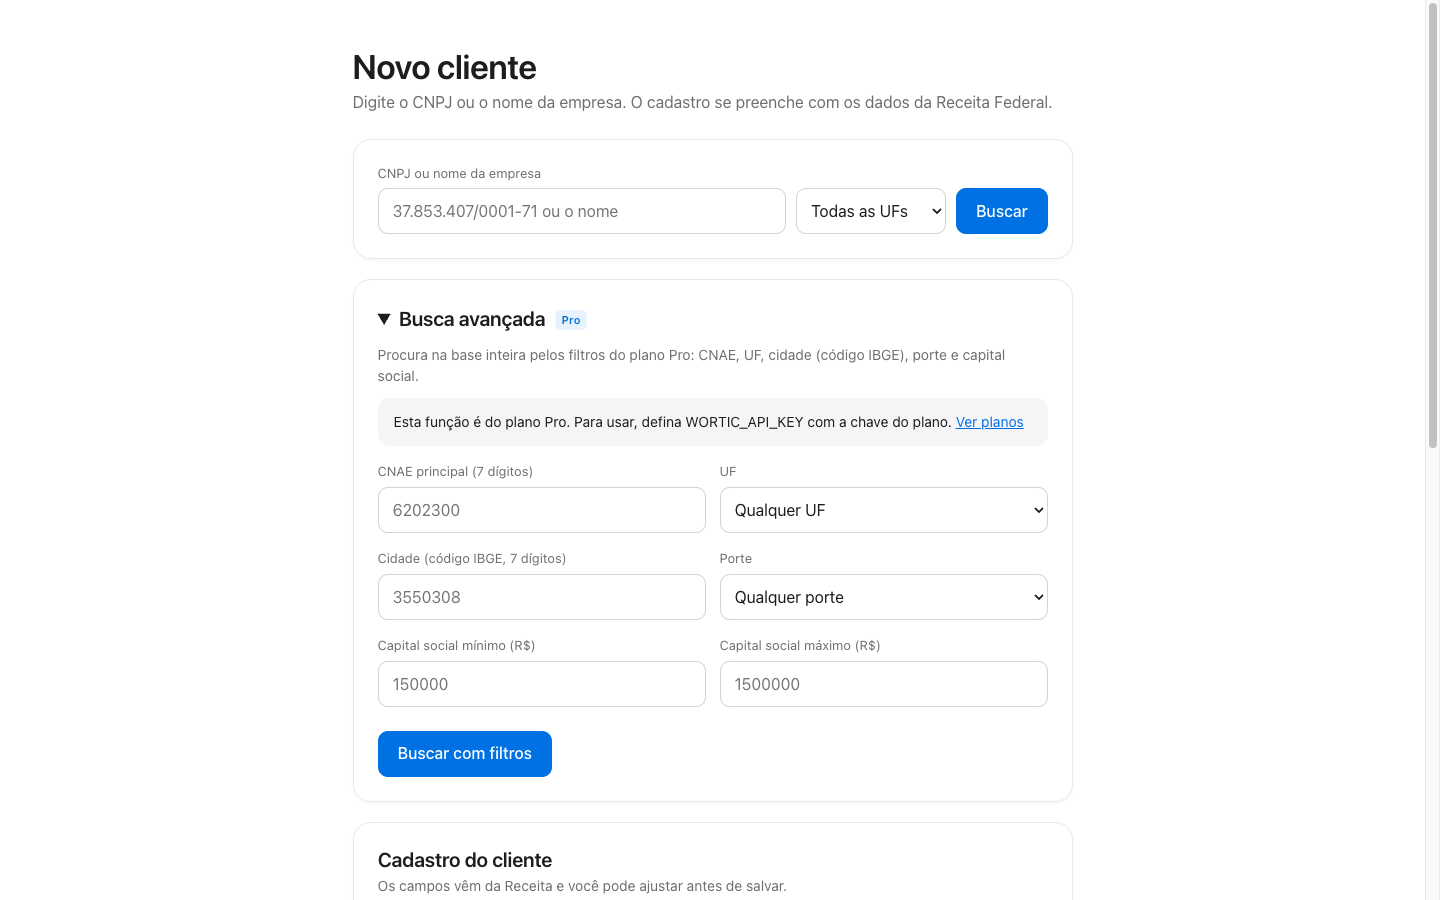 Novo cliente
Digite o CNPJ ou o nome da empresa. O cadastro se preenche com os dados da Receita Federal.
CNPJ ou nome da empresa
37.853.407/0001-71 ou o nome
Todas as UFs
Buscar
Busca avançada
Pro
Procura na base inteira pelos filtros do plano Pro: CNAE, UF, cidade (código IBGE), porte e capital
social.
Esta função é do plano Pro. Para usar, defina WORTIC_API_KEY com a chave do plano. Ver planos
CNAE principal (7 dígitos)
UF
6202300
Qualquer UF
Cidade (código IBGE, 7 dígitos)
Porte
3550308
Qualquer porte
Capital social mínimo (R$)
Capital social máximo (R$)
150000
1500000
Buscar com filtros
Cadastro do cliente
Os campos vêm da Receita e você pode ajustar antes de salvar.